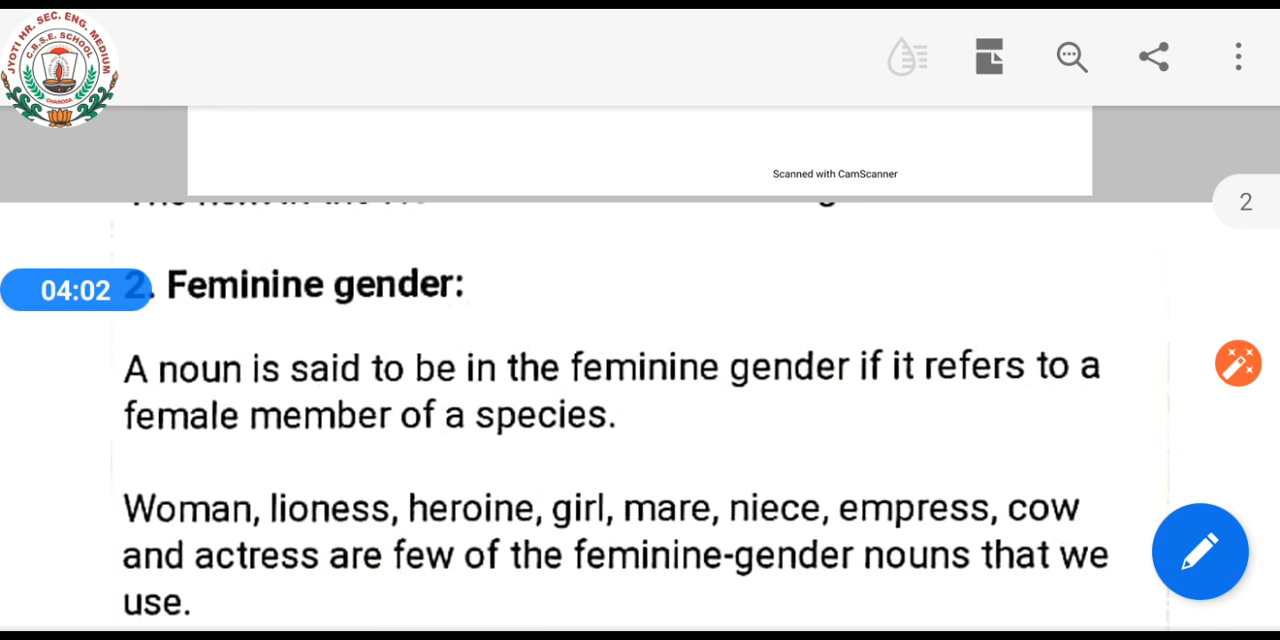 JYOTI HR. SEC. ENG. MEDIUM
C.B.S.E. SCHOOL
CHARODA
Scanned with CamScanner
2
04:02
2. Feminine gender:
A noun is said to be in the feminine gender if it refers to a
female member of a species.
Woman, lioness, heroine, girl, mare, niece, empress, cow
and actress are few of the feminine-gender nouns that we
use.